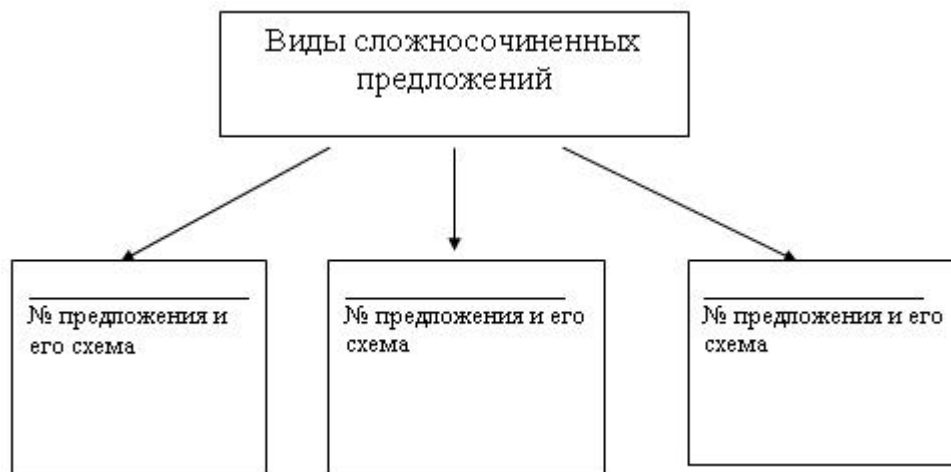 Виды сложносочиненных
предложений
№ предложения и
его схема
№ предложения и его
схема
№ предложения и его
схема